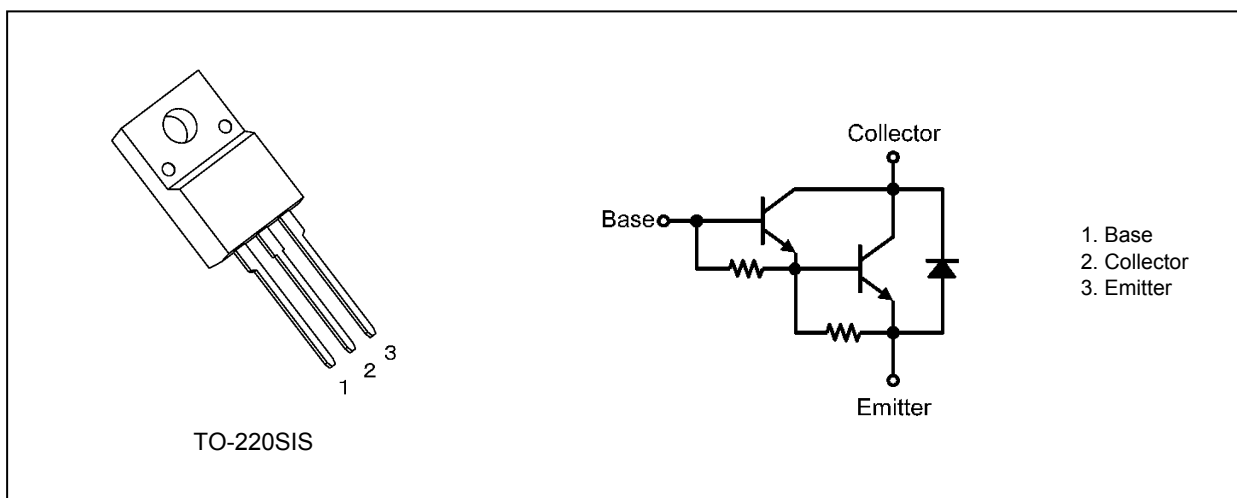 Collector
Base
1. Base
2. Collector
3. Emitter
3
2
1
Emitter
TO-220SIS